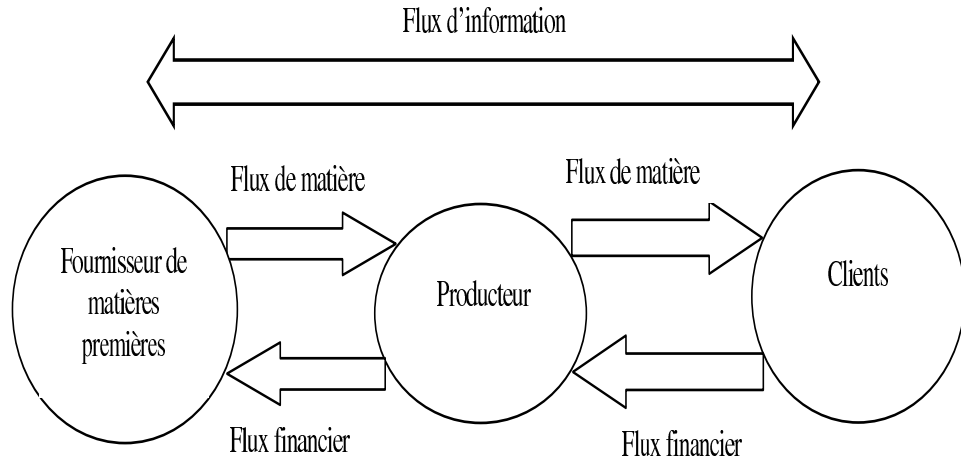 Flux d'information
Flux de matière
Flux de matière
Fournisseur de
matières
premières
Producteur
Clients
Flux financier
Flux financier